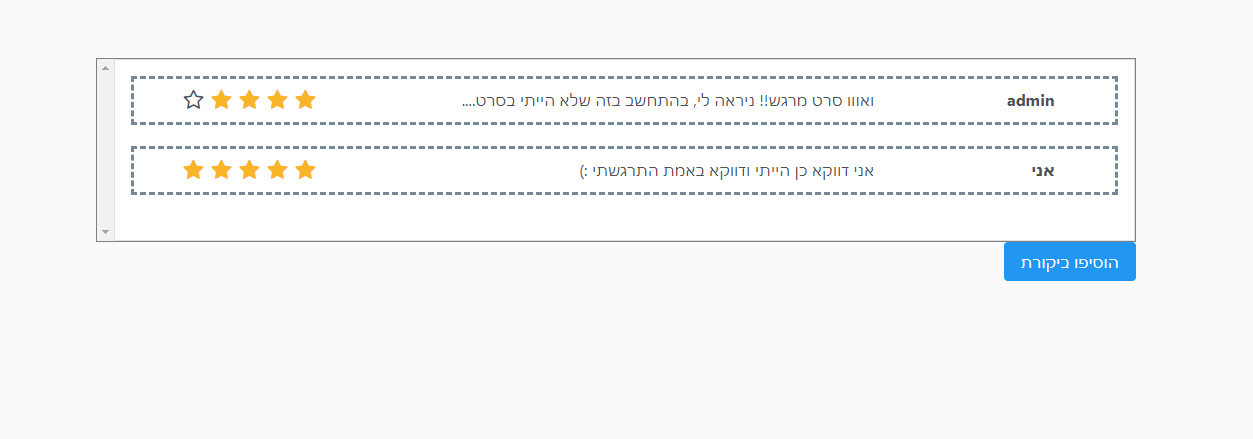 admin ואווו סרט מרגש!! ניראה לי, בהתחשב בזה שלא הייתי בסרט....
אני אני דווקא כן הייתי ודווקא באמת התרגשתי :)
הוסיפו ביקורת